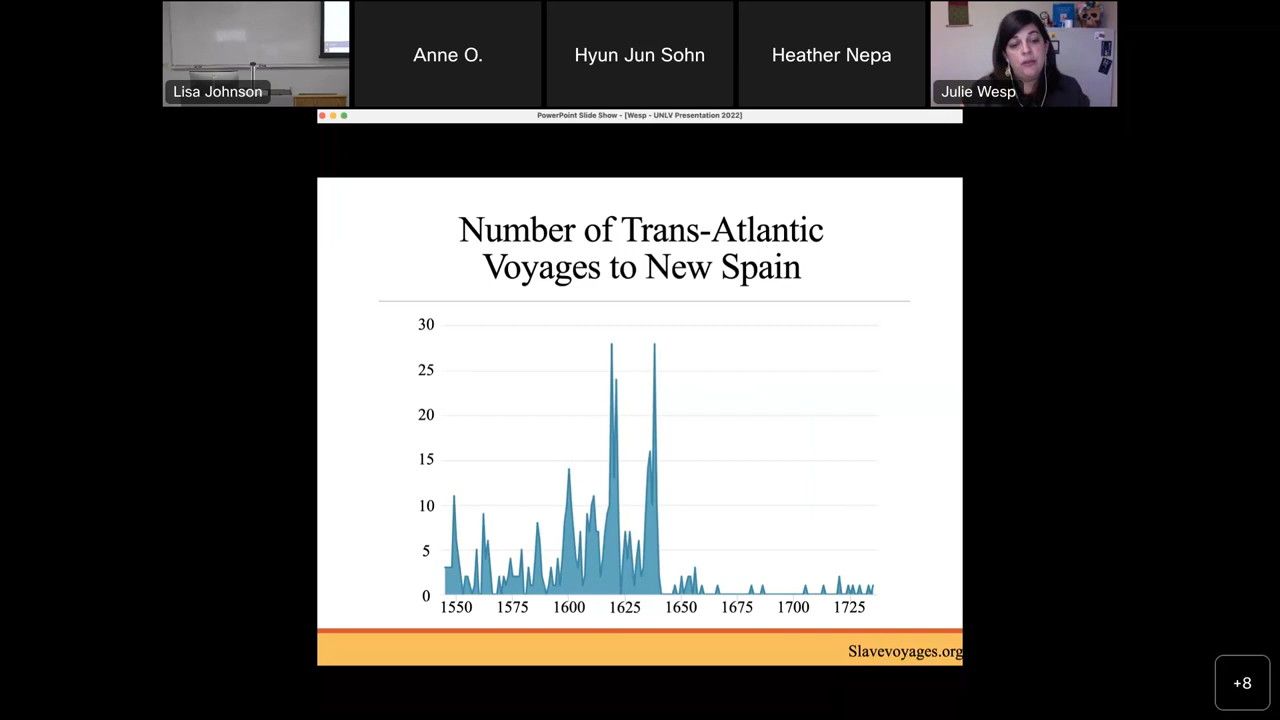 Lisa Johnson
Anne O.
Hyun Jun Sohn
Heather Nepa
Julie Wesp
PowerPoint Slide Show - [Wesp - UNLV Presentation 2022]
Number of Trans-Atlantic
Voyages to New Spain
30
25
20
15
10
5
0
1550 1575 1600 1625 1650 1675 1700 1725
Slavevoyages.org
+8